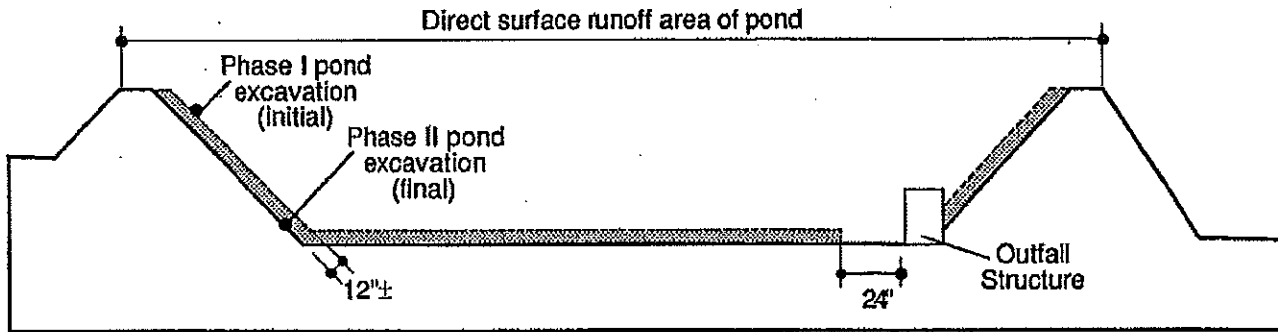 Direct surface runoff area of pond
Phase I pond
excavation
(initial)
Phase II pond
excavation
(final)
12"±
24"
Outfall
Structure